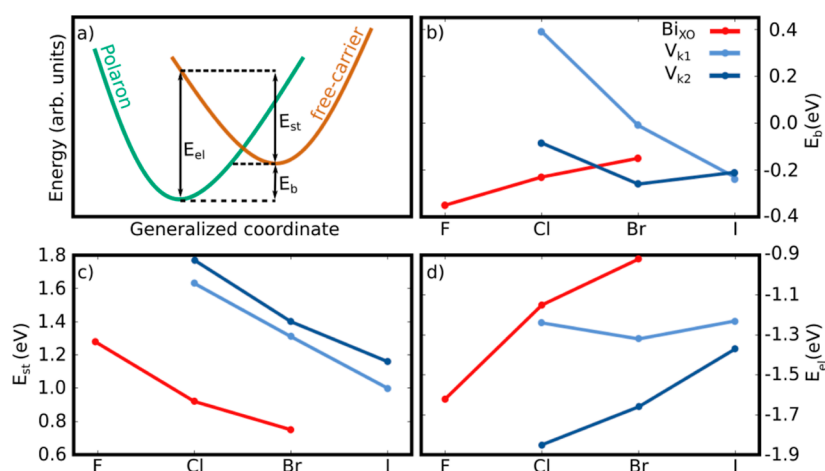 a)
Polaron
free-carrier
E_el
E_st
E_b
Energy (arb. units)
Generalized coordinate
b)
Bi_XO
V_k1
V_k2
0.4
0.2
0.0
-0.2
-0.4
E_b(eV)
F Cl Br I
c)
1.8
1.6
1.4
1.2
1.0
0.8
0.6
E_st(eV)
F Cl Br I
d)
-0.9
-1.1
-1.3
-1.5
-1.7
-1.9
E_el(eV)
F Cl Br I